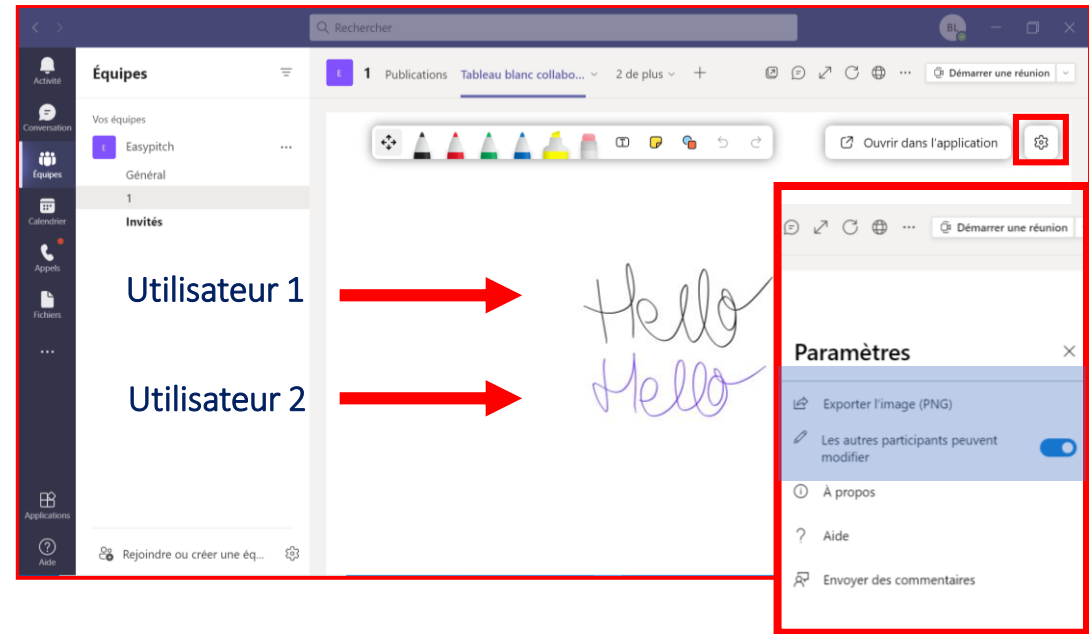 Rechercher
BL
Activité
Conversation
Équipes
Calendrier
Appels
Fichiers
Applications
Aide
Équipes
Vos équipes
E
Easypitch
Général
1
Invités
Rejoindre ou créer une éq...
E
1
Publications
Tableau blanc collabo...
2 de plus
Démarrer une réunion
Ouvrir dans l'application
Utilisateur 1
Hello
Utilisateur 2
Hello
Démarrer une réunion
Paramètres
Exporter l'image (PNG)
Les autres participants peuvent
modifier
À propos
Aide
Envoyer des commentaires